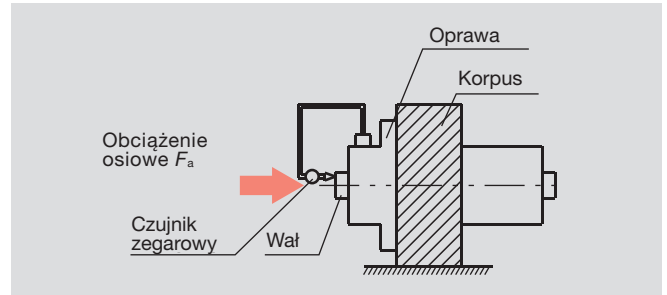 Oprawa
Korpus
Obciążenie
osiowe Fa
Czujnik
zegarowy
Wał